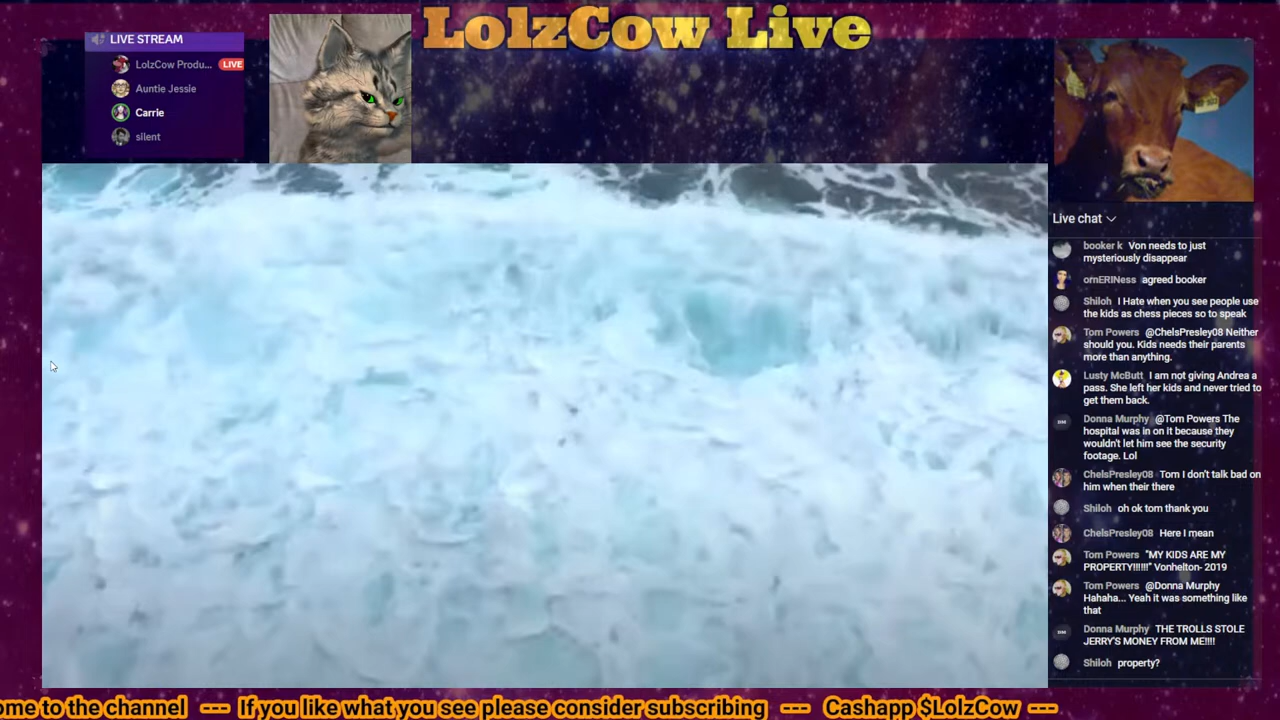 LolzCow Live
LIVE STREAM
LolzCow Produ... LIVE
Auntie Jessie
Carrie
silent
Live chat
booker k Von needs to just
mysteriously disappear
omERINess agreed booker
Shiloh I Hate when you see people use
the kids as chess pieces so to speak
Tom Powers @ChelsPresley08 Neither
should you. Kids needs their parents
more than anything.
Lusty McButt I am not giving Andrea a
pass. She left her kids and never tried to
get them back.
DM Donna Murphy @Tom Powers The
hospital was in on it because they
wouldn't let him see the security
footage. Lol
ChelsPresley08 Tom I don't talk bad on
him when their there
Shiloh oh ok tom thank you
ChelsPresley08 Here I mean
Tom Powers "MY KIDS ARE MY
PROPERTY!!!!!!" Vonhelton- 2019
Tom Powers @Donna Murphy
Hahaha... Yeah it was something like
that
DM Donna Murphy THE TROLLS STOLE
JERRY'S MONEY FROM ME!!!!
Shiloh property?
ome to the channel --- If you like what you see please consider subscribing --- Cashapp $LolzCow ---